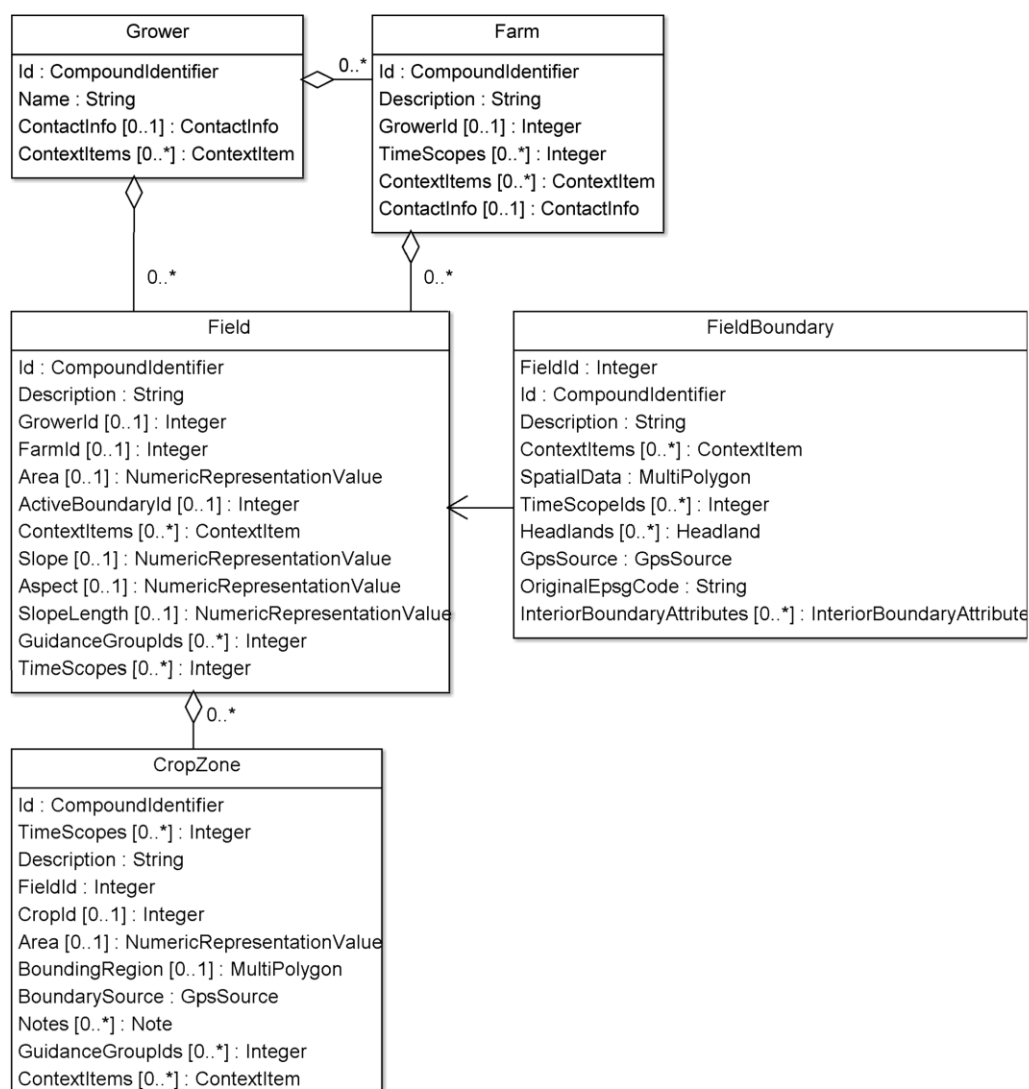 Grower
Id : CompoundIdentifier
Name : String
ContactInfo [0..1] : ContactInfo
ContextItems [0..*] : ContextItem
0..*
Farm
Id : CompoundIdentifier
Description : String
GrowerId [0..1] : Integer
TimeScopes [0..*] : Integer
ContextItems [0..*] : ContextItem
ContactInfo [0..1] : ContactInfo
0..*
0..*
Field
Id : CompoundIdentifier
Description : String
GrowerId [0..1] : Integer
FarmId [0..1] : Integer
Area [0..1] : NumericRepresentationValue
ActiveBoundaryId [0..1] : Integer
ContextItems [0..*] : ContextItem
Slope [0..1] : NumericRepresentationValue
Aspect [0..1] : NumericRepresentationValue
SlopeLength [0..1] : NumericRepresentationValue
GuidanceGroupIds [0..*] : Integer
TimeScopes [0..*] : Integer
FieldBoundary
FieldId : Integer
Id : CompoundIdentifier
Description : String
ContextItems [0..*] : ContextItem
SpatialData : MultiPolygon
TimeScopeIds [0..*] : Integer
Headlands [0..*] : Headland
GpsSource : GpsSource
OriginalEpsgCode : String
InteriorBoundaryAttributes [0..*] : InteriorBoundaryAttribute
0..*
CropZone
Id : CompoundIdentifier
TimeScopes [0..*] : Integer
Description : String
FieldId : Integer
CropId [0..1] : Integer
Area [0..1] : NumericRepresentationValue
BoundingRegion [0..1] : MultiPolygon
BoundarySource : GpsSource
Notes [0..*] : Note
GuidanceGroupIds [0..*] : Integer
ContextItems [0..*] : ContextItem